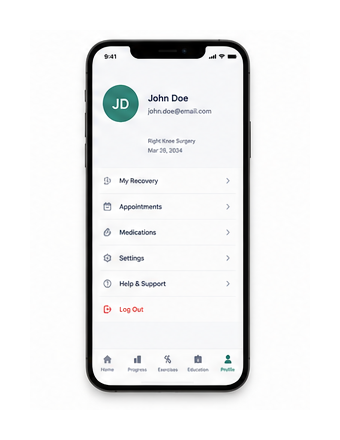 9:41
JD
John Doe
john.doe@email.com
Right Knee Surgery
Mar 28, 2024
My Recovery
Appointments
Medications
Settings
Help & Support
Log Out
Home
Progress
Exercises
Education
Profile